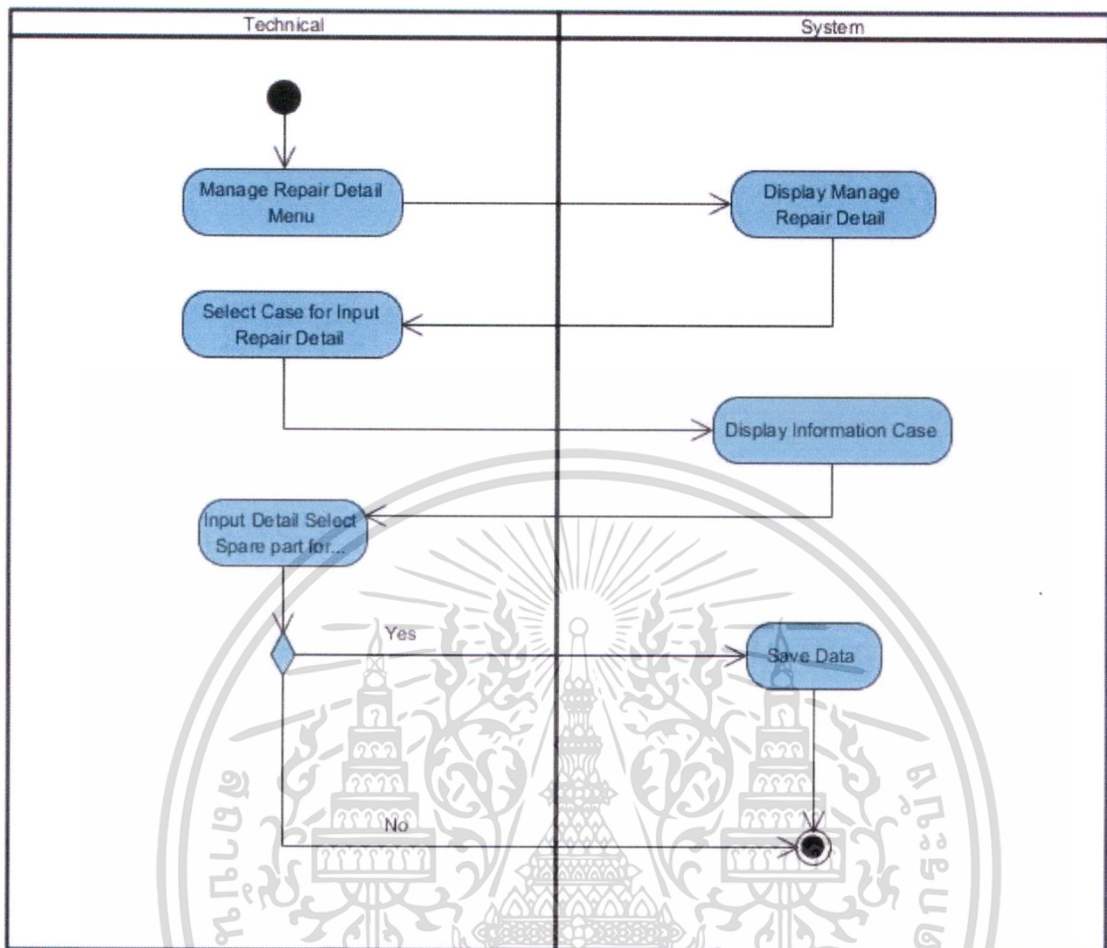 Technical
System
Manage Repair Detail
Menu
Display Manage
Repair Detail
Select Case for Input
Repair Detail
Display Information Case
Input Detail Select
Spare part for...
Yes
Save Data
No